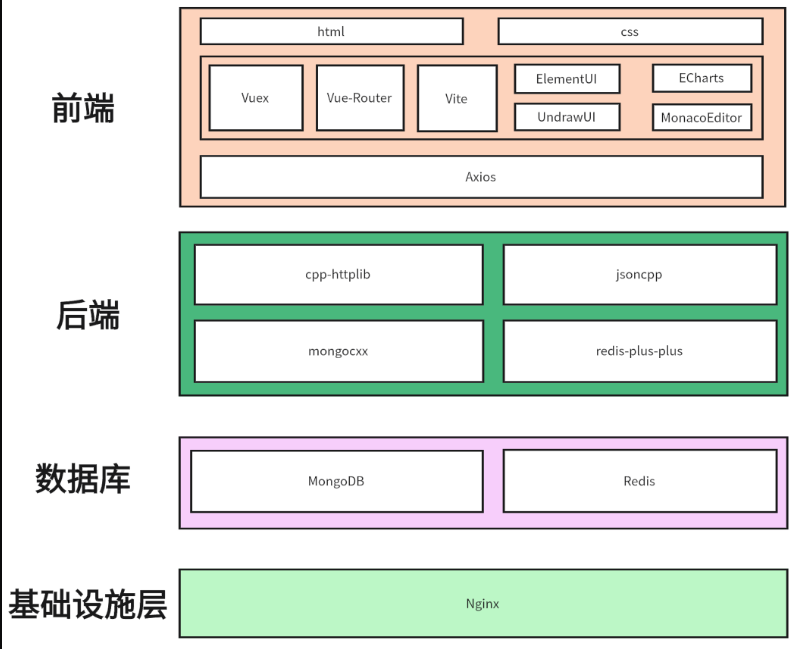 前端
html
css
Vuex
Vue-Router
Vite
ElementUI
ECharts
UndrawUI
MonacoEditor
Axios
后端
cpp-httplib
jsoncpp
mongocxx
redis-plus-plus
数据库
MongoDB
Redis
基础设施层
Nginx